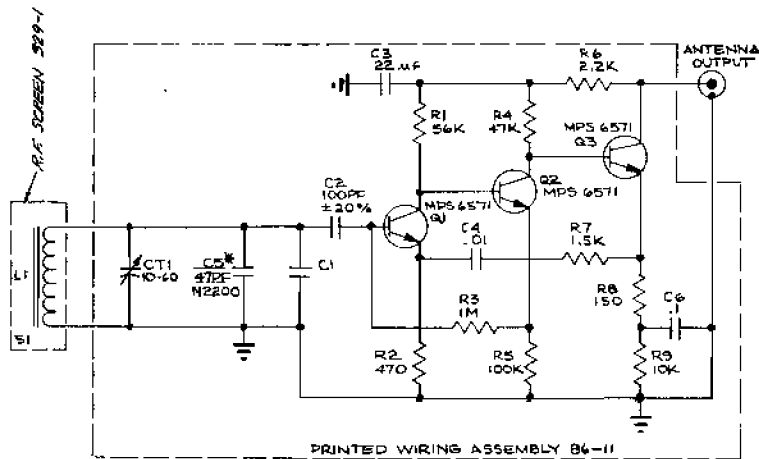 R.F. SCREEN 529-1
C3
22 uf
R6
2.2K
ANTENNA
OUTPUT
R1
56K
R4
47K
MPS 6571
Q3
C2
100PF
±20%
MPS 6571
Q1
Q2
MPS 6571
C4
.01
R7
1.5K
L1
CT1
10-60
C5*
47PF
N2200
C1
R3
1M
R8
150
C6
.1
S1
R2
470
R5
100K
R9
10K
PRINTED WIRING ASSEMBLY 86-11